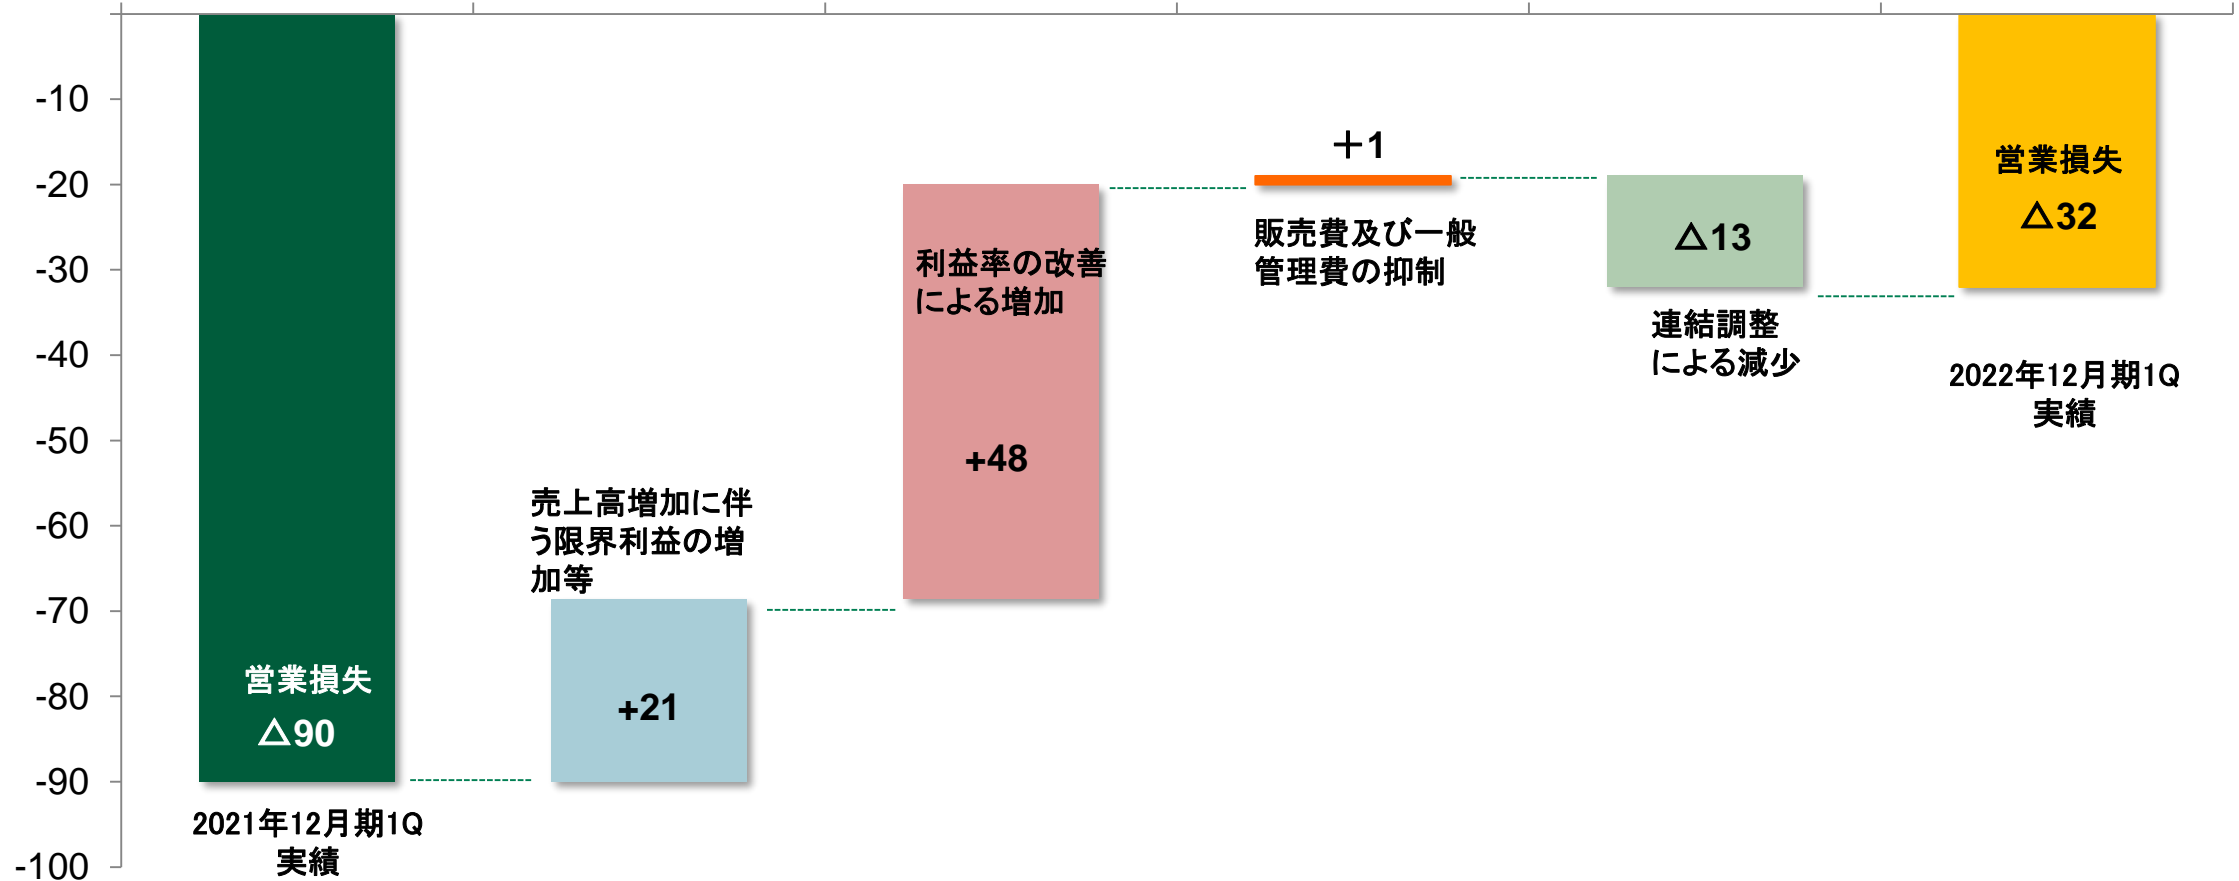 -10
-20
-30
-40
-50
-60
-70
-80
-90
-100
営業損失
△90
2021年12月期1Q
実績
売上高増加に伴
う限界利益の増
加等
+21
利益率の改善
による増加
+48
＋1
販売費及び一般
管理費の抑制
△13
連結調整
による減少
営業損失
△32
2022年12月期1Q
実績